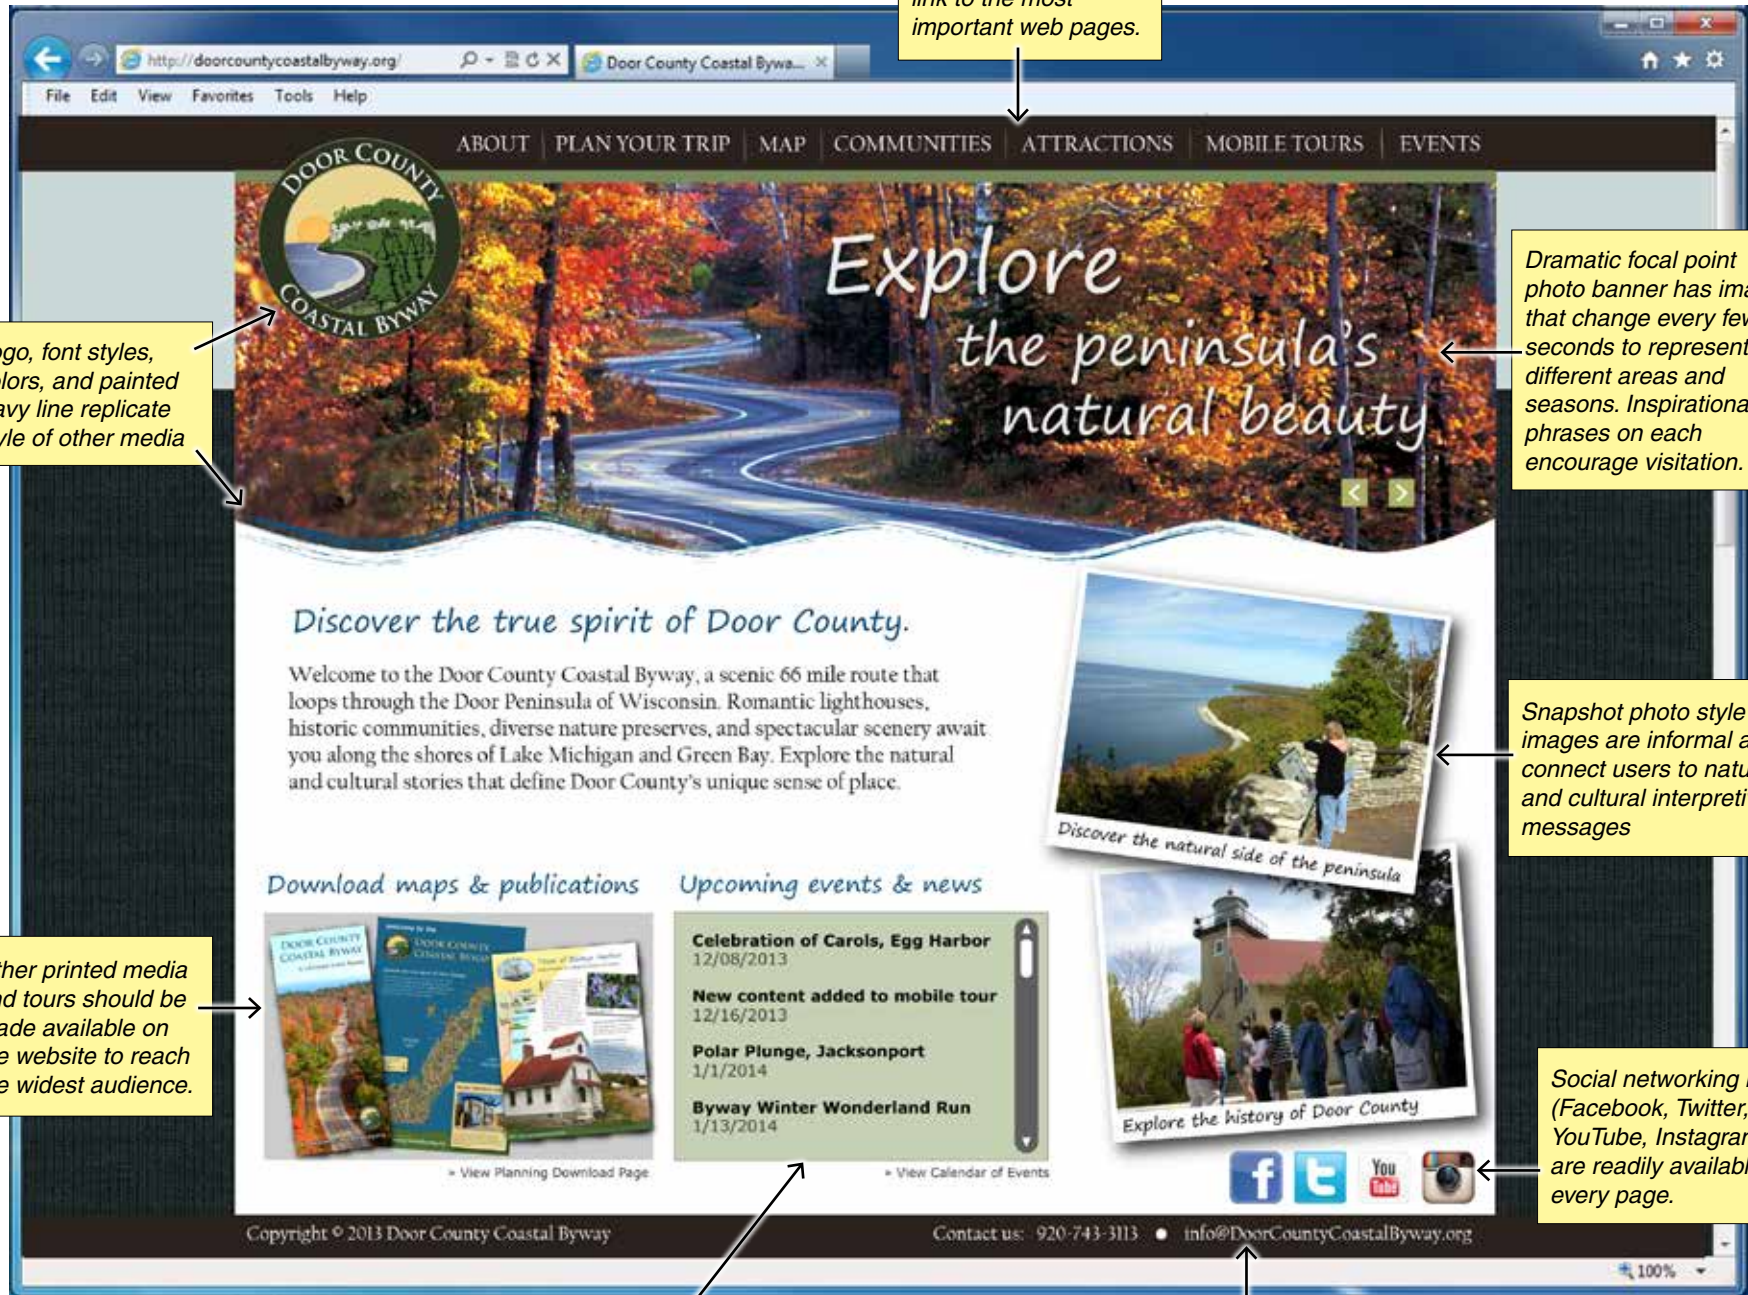 link to the most
important web pages.
http://doorcountycoastalbyway.org/
Door County Coastal Bywa...
File Edit View Favorites Tools Help
ABOUT | PLAN YOUR TRIP | MAP | COMMUNITIES | ATTRACTIONS | MOBILE TOURS | EVENTS
DOOR COUNTY
COASTAL BYWAY
Explore
the peninsula's
natural beauty
Dramatic focal point
photo banner has ima
that change every few
seconds to represent
different areas and
seasons. Inspirationa
phrases on each
encourage visitation.
ogo, font styles,
olors, and painted
avy line replicate
yle of other media
Discover the true spirit of Door County.
Welcome to the Door County Coastal Byway, a scenic 66 mile route that
loops through the Door Peninsula of Wisconsin. Romantic lighthouses,
historic communities, diverse nature preserves, and spectacular scenery await
you along the shores of Lake Michigan and Green Bay. Explore the natural
and cultural stories that define Door County's unique sense of place.
Discover the natural side of the peninsula
Snapshot photo style
images are informal a
connect users to natu
and cultural interpreti
messages
Download maps & publications
DOOR COUNTY
COASTAL BYWAY
DOOR COUNTY
COASTAL BYWAY
» View Planning Download Page
ther printed media
nd tours should be
ade available on
e website to reach
e widest audience.
Upcoming events & news
Celebration of Carols, Egg Harbor
12/08/2013
New content added to mobile tour
12/16/2013
Polar Plunge, Jacksonport
1/1/2014
Byway Winter Wonderland Run
1/13/2014
» View Calendar of Events
Explore the history of Door County
You
Tube
Social networking
(Facebook, Twitter,
YouTube, Instagra
are readily availabl
every page.
Copyright © 2013 Door County Coastal Byway
Contact us: 920-743-3113 ● info@DoorCountyCoastalByway.org
100%